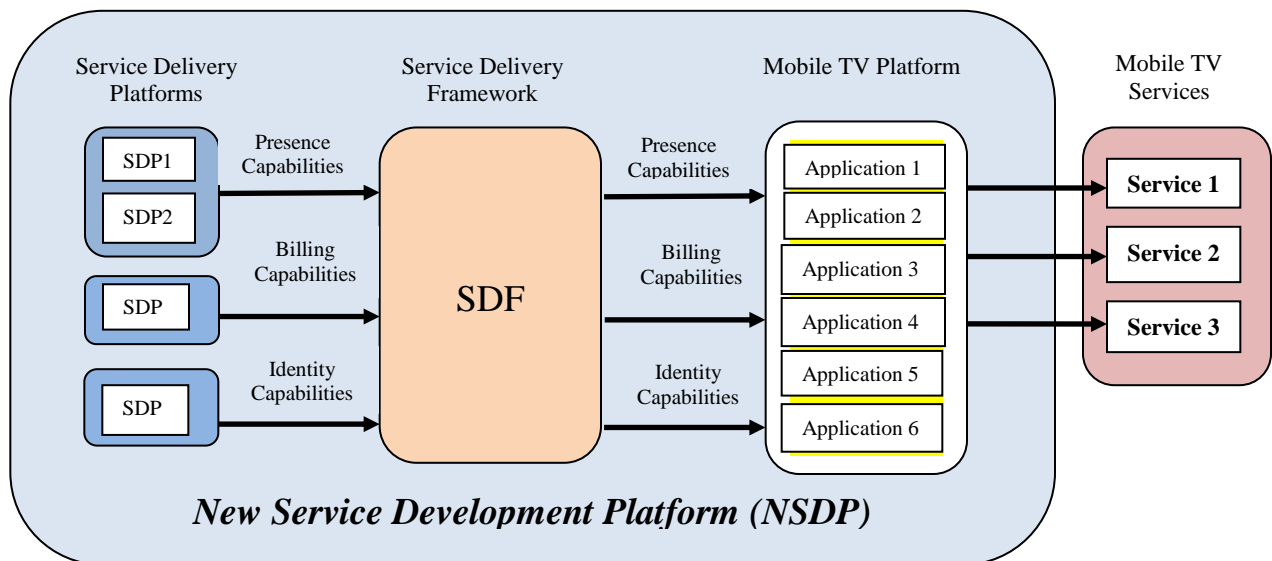 Service Delivery
Platforms
Service Delivery
Framework
Mobile TV Platform
Mobile TV
Services
SDP1
SDP2
SDP
SDP
Presence
Capabilities
Billing
Capabilities
Identity
Capabilities
SDF
Presence
Capabilities
Billing
Capabilities
Identity
Capabilities
Application 1
Application 2
Application 3
Application 4
Application 5
Application 6
Service 1
Service 2
Service 3
New Service Development Platform (NSDP)